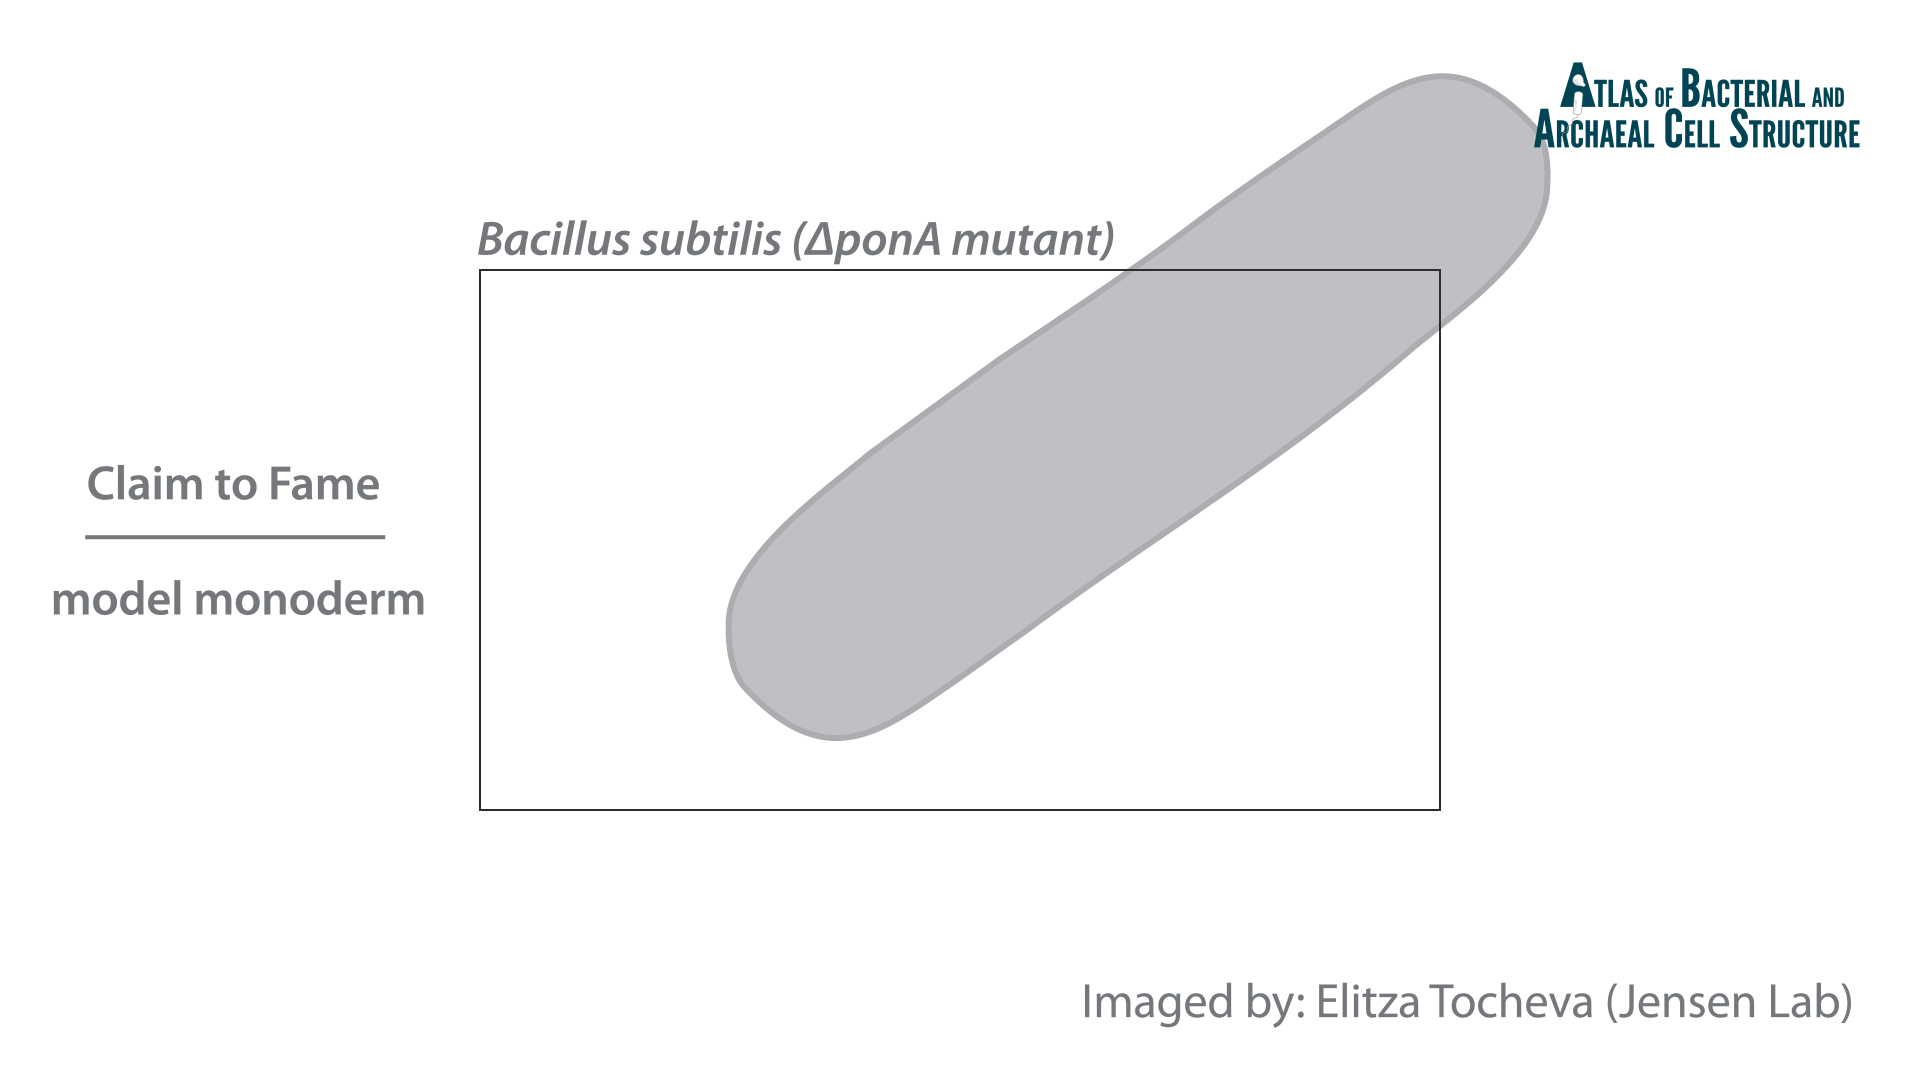 ATLAS OF BACTERIAL AND
ARCHAEAL CELL STRUCTURE
Bacillus subtilis (ΔponA mutant)
Claim to Fame
model monoderm
Imaged by: Elitza Tocheva (Jensen Lab)